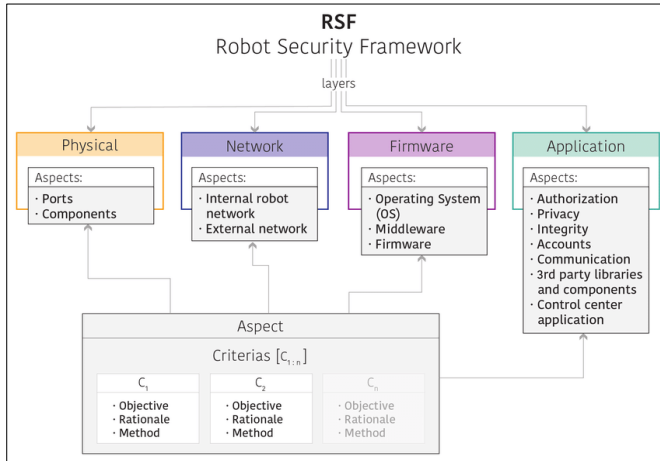 RSF
Robot Security Framework
layers
Physical
Aspects:
· Ports
· Components
Network
Aspects:
· Internal robot
network
· External network
Firmware
Aspects:
· Operating System
(OS)
· Middleware
· Firmware
Application
Aspects:
· Authorization
· Privacy
· Integrity
· Accounts
· Communication
· 3rd party libraries
and components
· Control center
application
Aspect
Criterias [C1:n]
C1
· Objective
· Rationale
· Method
C2
· Objective
· Rationale
· Method
Cn
· Objective
· Rationale
· Method